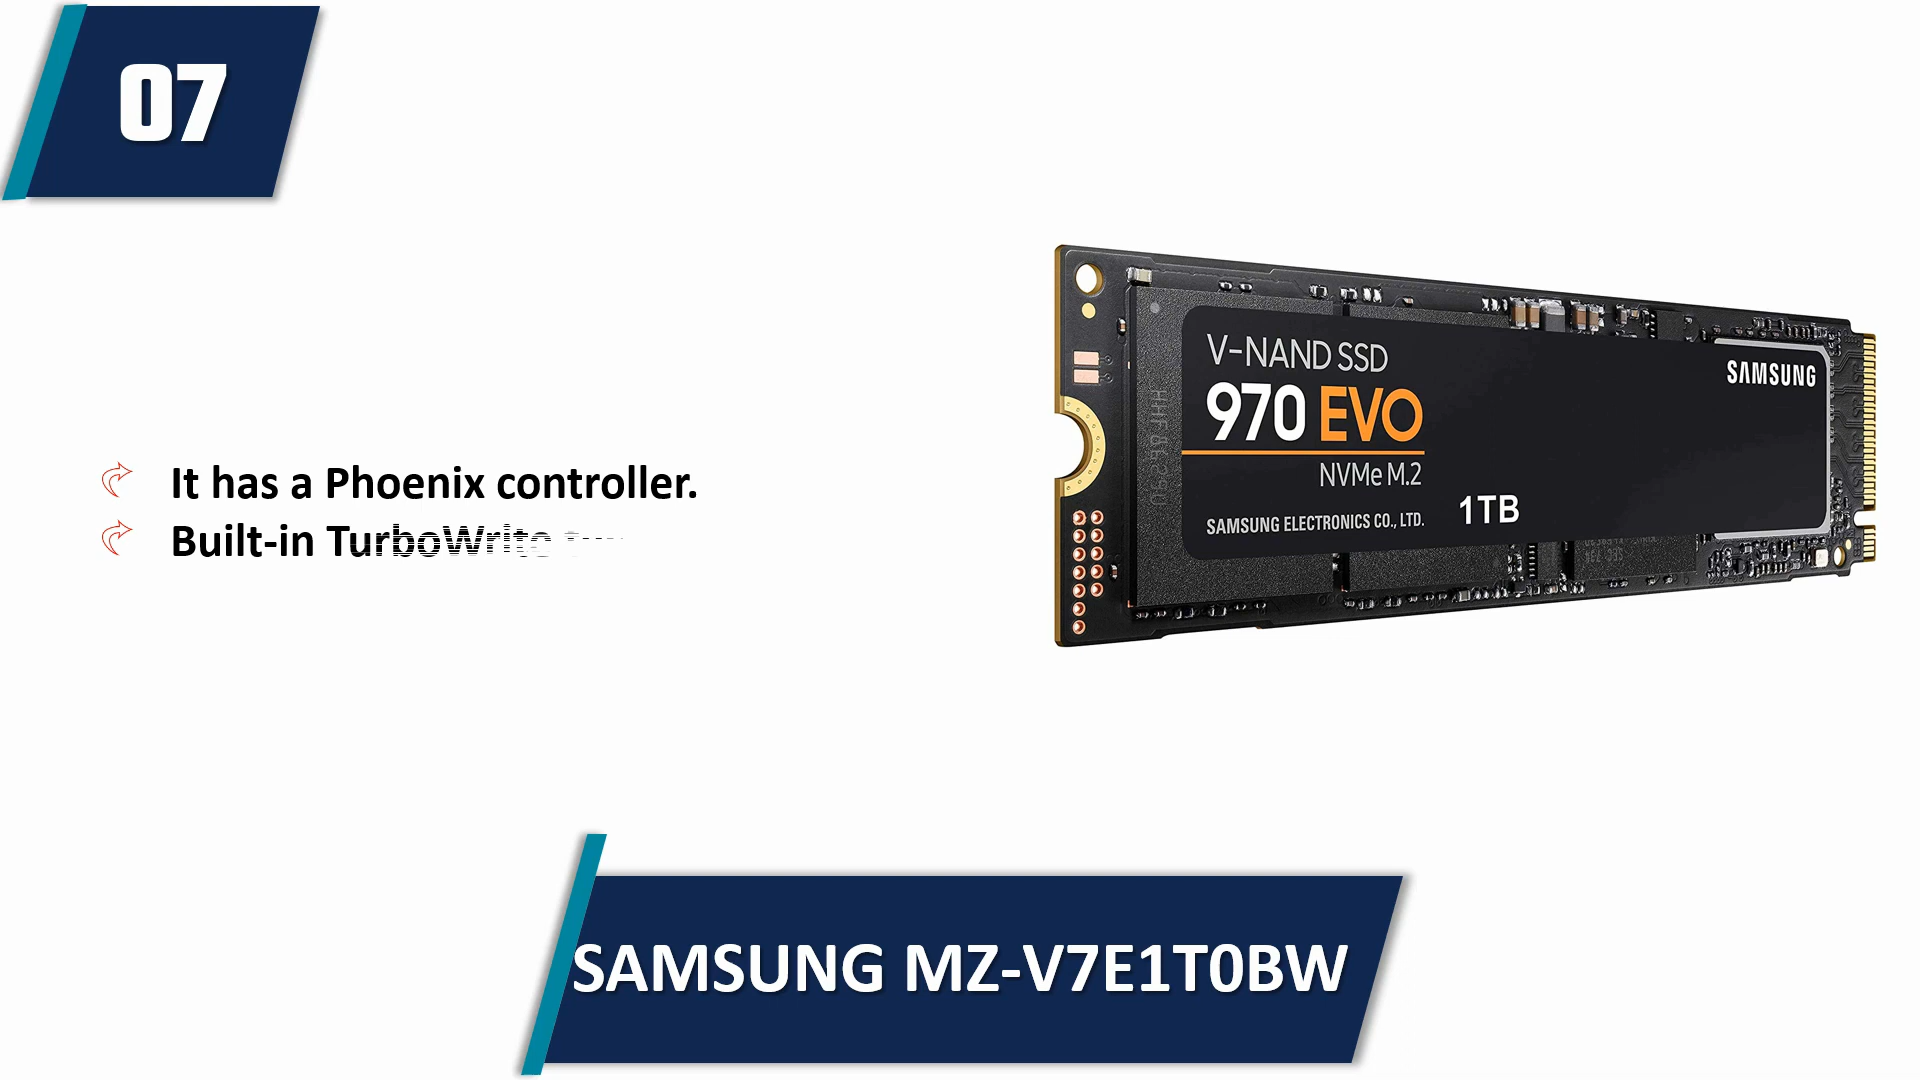 07
V-NAND SSD
970 EVO
NVMe M.2
SAMSUNG ELECTRONICS CO., LTD.
1TB
SAMSUNG
It has a Phoenix controller.
Built-in TurboWrite
SAMSUNG MZ-V7E1T0BW